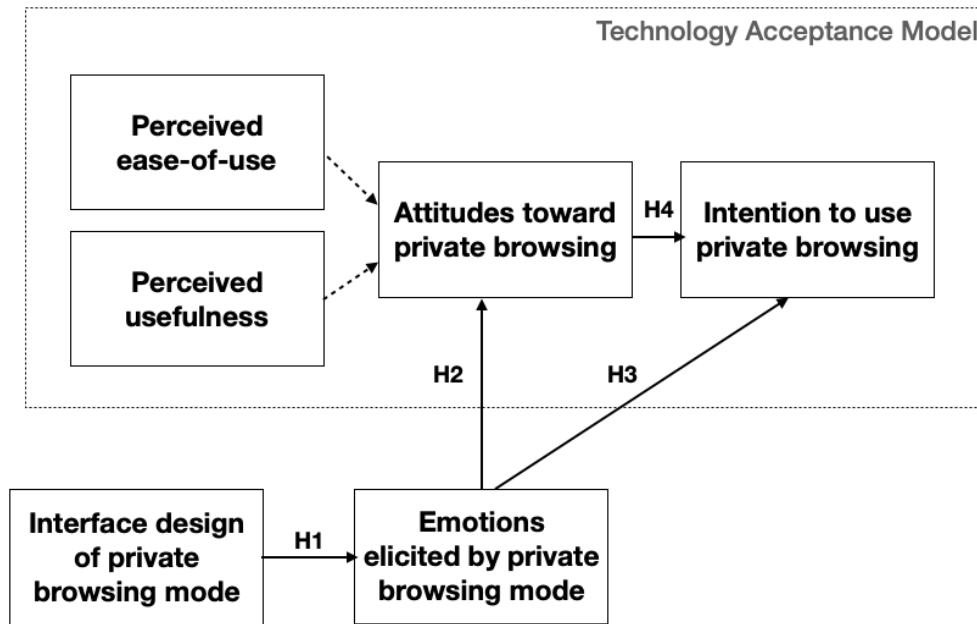 Technology Acceptance Model
Perceived
ease-of-use
Attitudes toward
private browsing
H4
Intention to use
private browsing
Perceived
usefulness
H2
H3
Interface design
of private
browsing mode
H1
Emotions
elicited by private
browsing mode